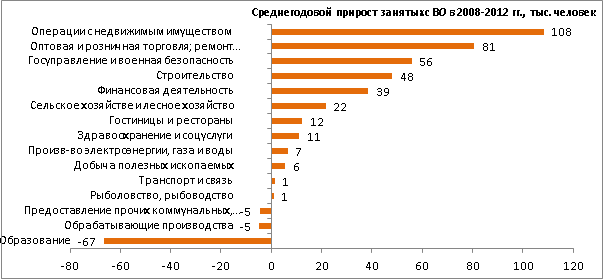 Среднегодовой прирост занятыхс ВО в 2008-2012 гг., тыс. человек
Операции с недвижимым имуществом 108
Оптовая и розничная торговля; ремонт... 81
Госуправление и военная безопасность 56
Строительство 48
Финансовая деятельность 39
Сельское хозяйство и лесное хозяйство 22
Гостиницы и рестораны 12
Здравоохранение и соцуслуги 11
Произв-во электроэнергии, газа и воды 7
Добыча полезных ископаемых 6
Транспорт и связь 1
Рыболовство, рыбоводство 1
Предоставление прочих коммунальных,... -5
Обрабатывающие производства -5
Образование -67
-80 -60 -40 -20 0 20 40 60 80 100 120